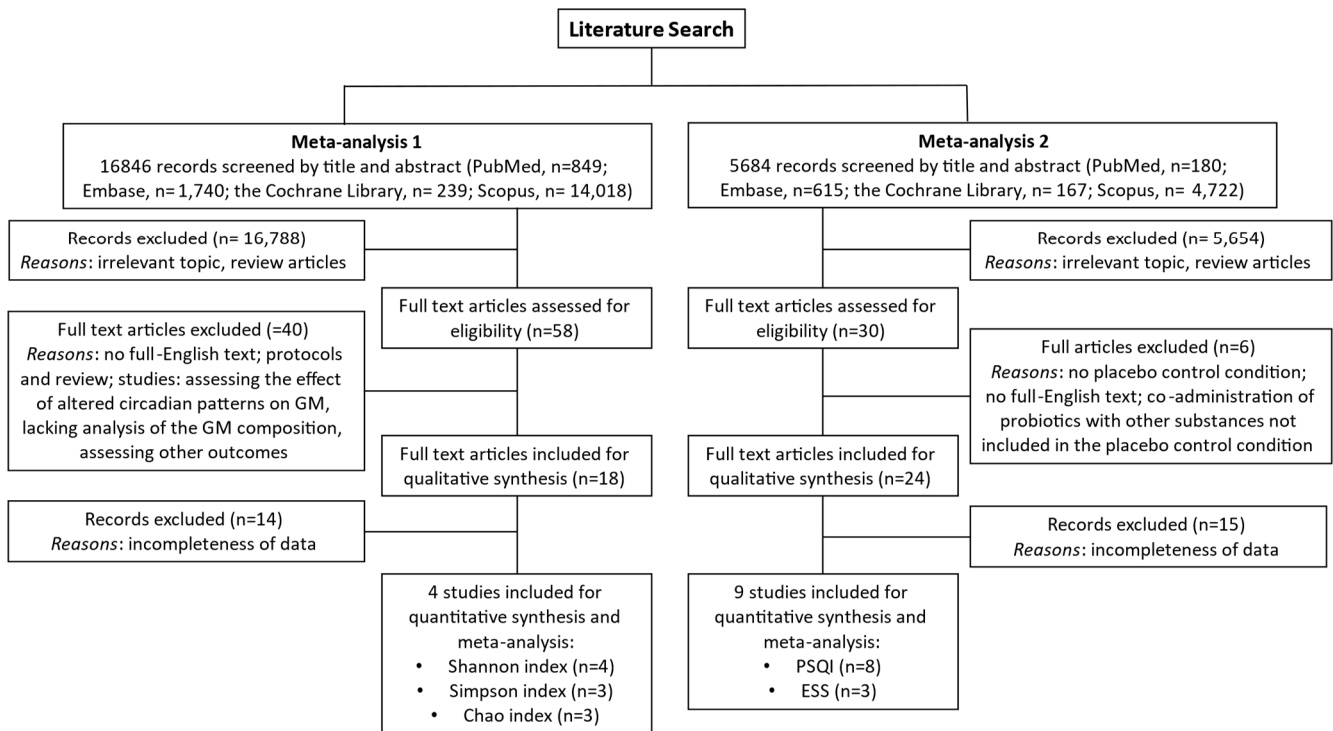 Literature Search
Meta-analysis 1
16846 records screened by title and abstract (PubMed, n=849;
Embase, n= 1,740; the Cochrane Library, n= 239; Scopus, n= 14,018)
Meta-analysis 2
5684 records screened by title and abstract (PubMed, n=180;
Embase, n=615; the Cochrane Library, n= 167; Scopus, n= 4,722)
Records excluded (n= 16,788)
Reasons: irrelevant topic, review articles
Records excluded (n= 5,654)
Reasons: irrelevant topic, review articles
Full text articles assessed for
eligibility (n=58)
Full text articles assessed for
eligibility (n=30)
Full text articles excluded (=40)
Reasons: no full-English text; protocols
and review; studies: assessing the effect
of altered circadian patterns on GM,
lacking analysis of the GM composition,
assessing other outcomes
Full articles excluded (n=6)
Reasons: no placebo control condition;
no full-English text; co-administration of
probiotics with other substances not
included in the placebo control condition
Full text articles included for
qualitative synthesis (n=18)
Full text articles included for
qualitative synthesis (n=24)
Records excluded (n=14)
Reasons: incompleteness of data
Records excluded (n=15)
Reasons: incompleteness of data
4 studies included for
quantitative synthesis and
meta-analysis:
• Shannon index (n=4)
• Simpson index (n=3)
• Chao index (n=3)
9 studies included for
quantitative synthesis and
meta-analysis:
• PSQI (n=8)
• ESS (n=3)